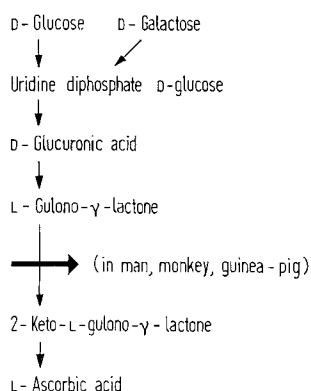 D- Glucose D- Galactose
Uridine diphosphate D-glucose
D- Glucuronic acid
L- Gulono-γ-lactone
(in man, monkey, guinea-pig)
2-Keto-L-gulono-γ-lactone
L- Ascorbic acid